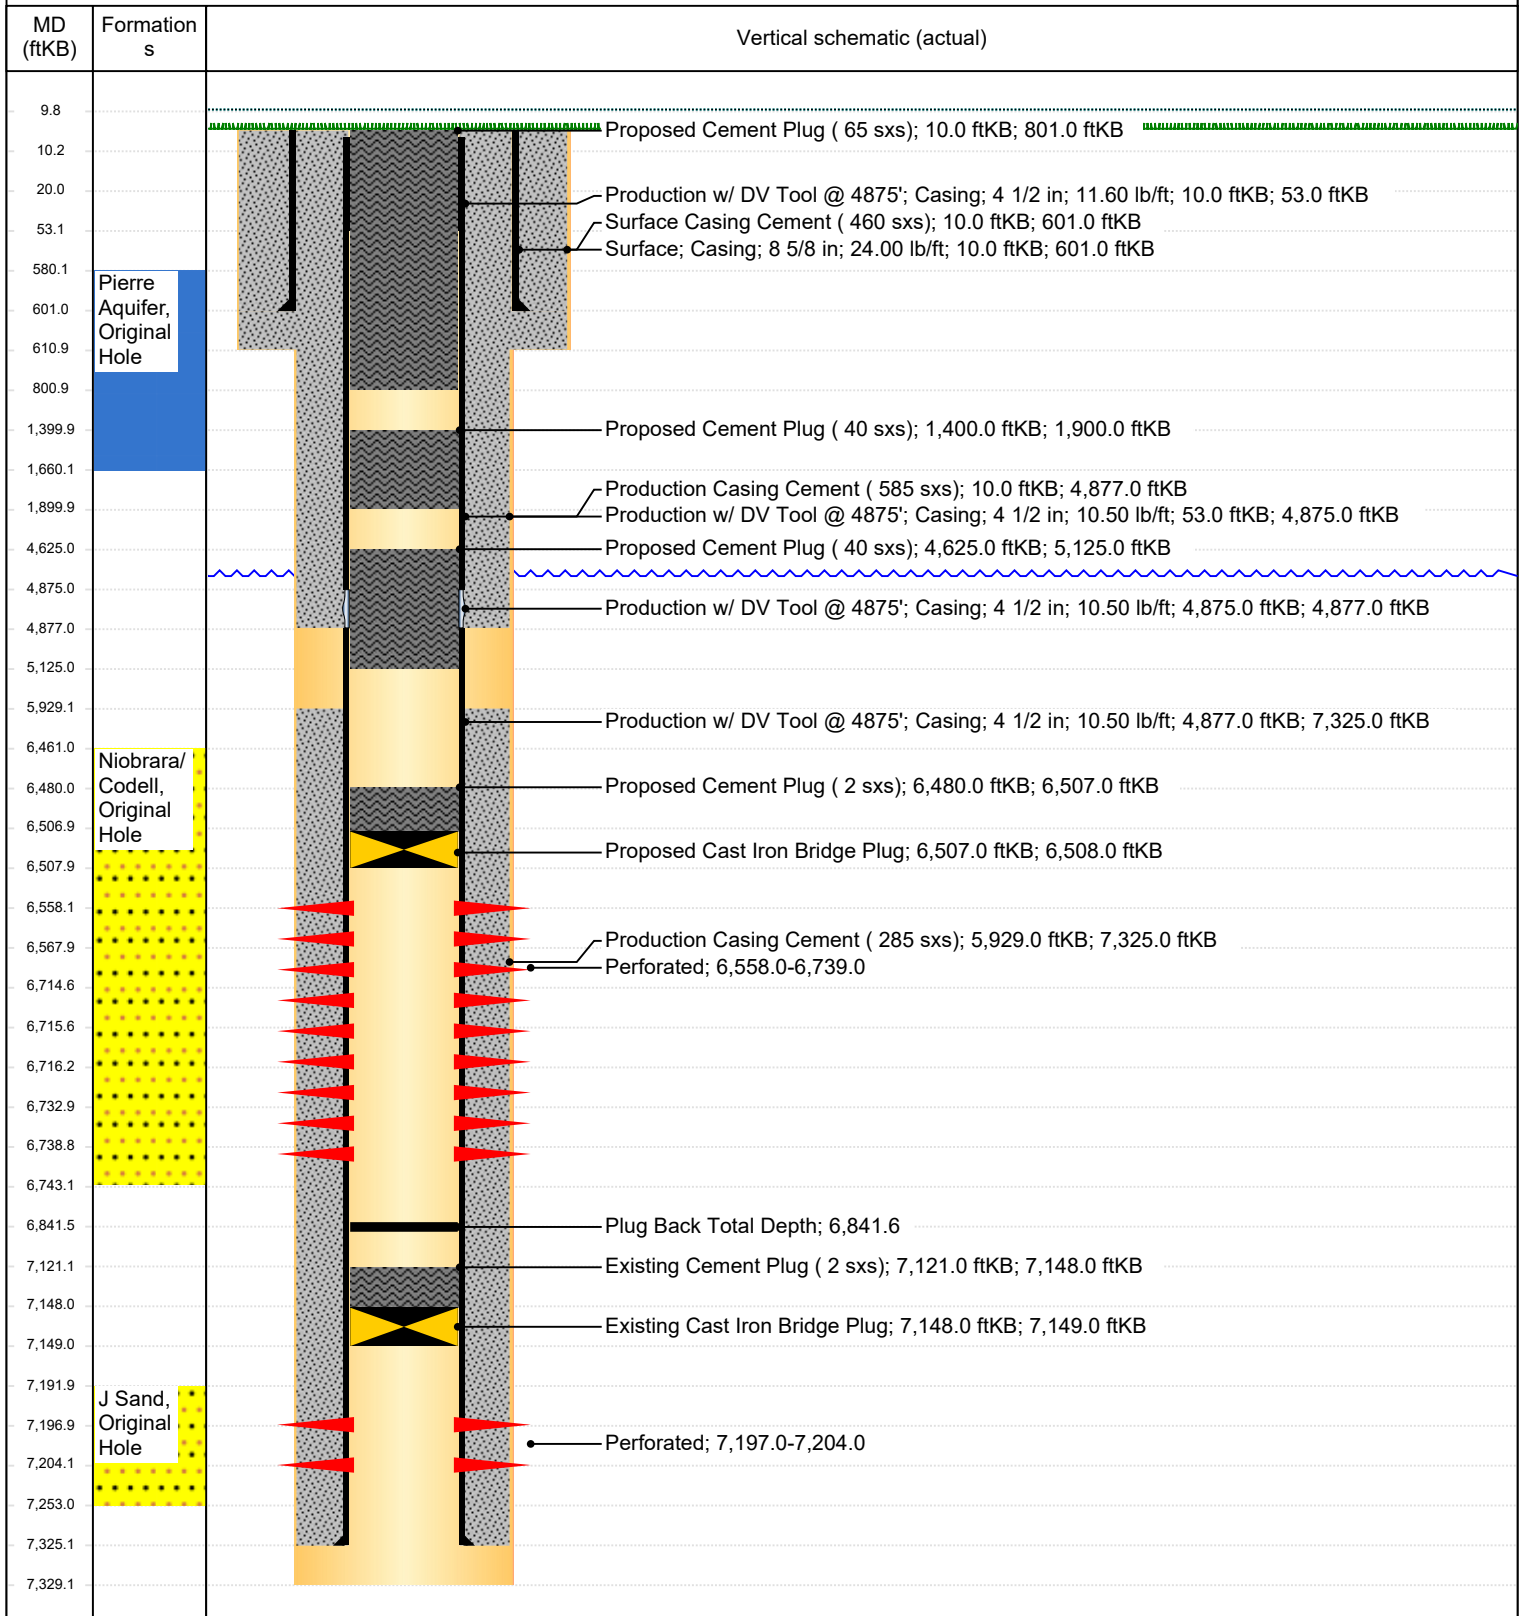 MD
(ftKB)
Formation
s
Vertical schematic (actual)
9.8
10.2
20.0
53.1
580.1
601.0
610.9
800.9
1,399.9
1,660.1
1,899.9
4,625.0
4,875.0
4,877.0
5,125.0
5,929.1
6,461.0
6,480.0
6,506.9
6,507.9
6,558.1
6,567.9
6,714.6
6,715.6
6,716.2
6,732.9
6,738.8
6,743.1
6,841.5
7,121.1
7,148.0
7,149.0
7,191.9
7,196.9
7,204.1
7,253.0
7,325.1
7,329.1
Pierre
Aquifer,
Original
Hole
Niobrara/
Codell,
Original
Hole
J Sand,
Original
Hole
Proposed Cement Plug ( 65 sxs); 10.0 ftKB; 801.0 ftKB
Production w/ DV Tool @ 4875'; Casing; 4 1/2 in; 11.60 lb/ft; 10.0 ftKB; 53.0 ftKB
Surface Casing Cement ( 460 sxs); 10.0 ftKB; 601.0 ftKB
Surface; Casing; 8 5/8 in; 24.00 lb/ft; 10.0 ftKB; 601.0 ftKB
Proposed Cement Plug ( 40 sxs); 1,400.0 ftKB; 1,900.0 ftKB
Production Casing Cement ( 585 sxs); 10.0 ftKB; 4,877.0 ftKB
Production w/ DV Tool @ 4875'; Casing; 4 1/2 in; 10.50 lb/ft; 53.0 ftKB; 4,875.0 ftKB
Proposed Cement Plug ( 40 sxs); 4,625.0 ftKB; 5,125.0 ftKB
Production w/ DV Tool @ 4875'; Casing; 4 1/2 in; 10.50 lb/ft; 4,875.0 ftKB; 4,877.0 ftKB
Production w/ DV Tool @ 4875'; Casing; 4 1/2 in; 10.50 lb/ft; 4,877.0 ftKB; 7,325.0 ftKB
Proposed Cement Plug ( 2 sxs); 6,480.0 ftKB; 6,507.0 ftKB
Proposed Cast Iron Bridge Plug; 6,507.0 ftKB; 6,508.0 ftKB
Production Casing Cement ( 285 sxs); 5,929.0 ftKB; 7,325.0 ftKB
Perforated; 6,558.0-6,739.0
Plug Back Total Depth; 6,841.6
Existing Cement Plug ( 2 sxs); 7,121.0 ftKB; 7,148.0 ftKB
Existing Cast Iron Bridge Plug; 7,148.0 ftKB; 7,149.0 ftKB
Perforated; 7,197.0-7,204.0